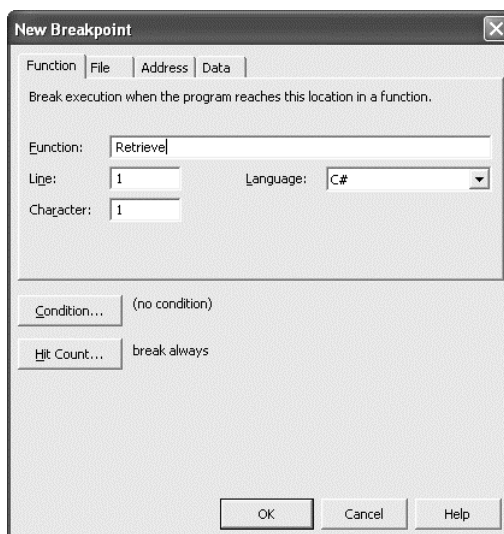 New Breakpoint
Function File Address Data
Break execution when the program reaches this location in a function.
Function: Retrieve
Line: 1 Language: C#
Character: 1
Condition... (no condition)
Hit Count... break always
OK Cancel Help